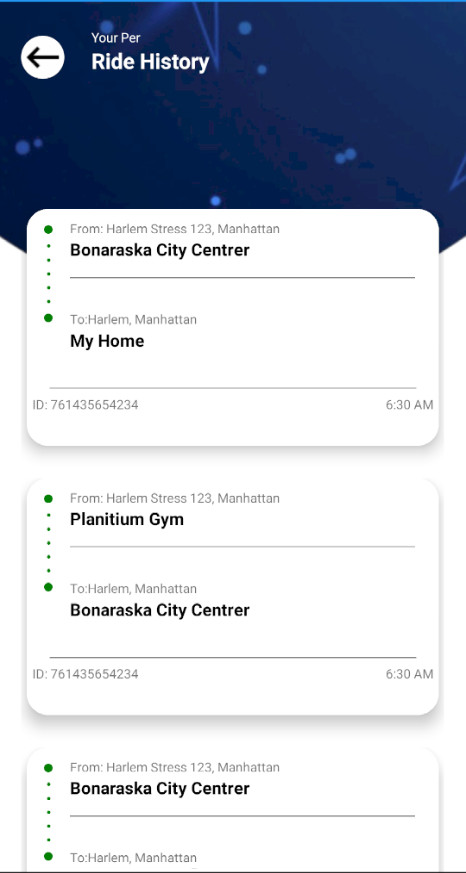 Your Per
Ride History
From: Harlem Stress 123, Manhattan
Bonaraska City Centrer
To:Harlem, Manhattan
My Home
ID: 761435654234 6:30 AM
From: Harlem Stress 123, Manhattan
Planitium Gym
To:Harlem, Manhattan
Bonaraska City Centrer
ID: 761435654234 6:30 AM
From: Harlem Stress 123, Manhattan
Bonaraska City Centrer
To:Harlem, Manhattan